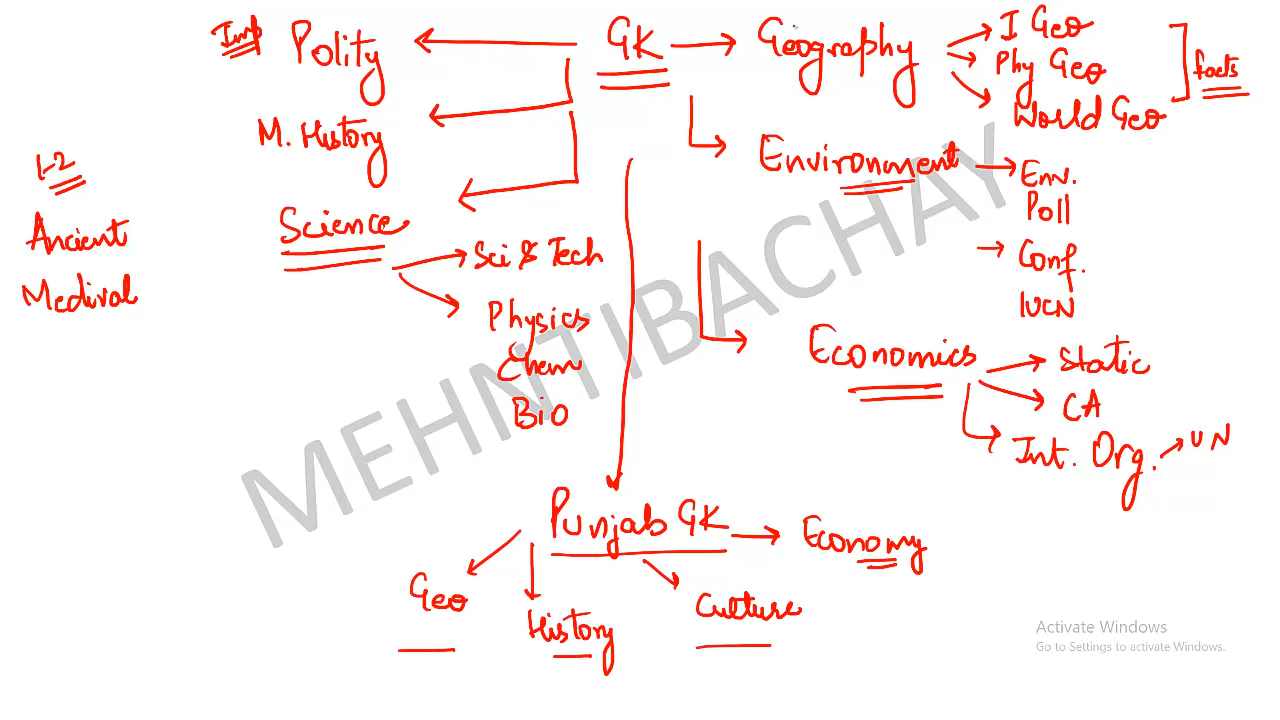 Imp Polity
GK
Geography
I Geo
Phy Geo
World Geo
facts
M. History
1-2
Ancient
Medival
Science
Sci & Tech
Physics
Chem
Bio
Environment
Env.
Poll
Conf.
IUCN
Economics
Static
CA
Int. Org.
UN
Punjab GK
Economy
Geo
History
Culture
MEHNTIBACHAY
Activate Windows
Go to Settings to activate Windows.